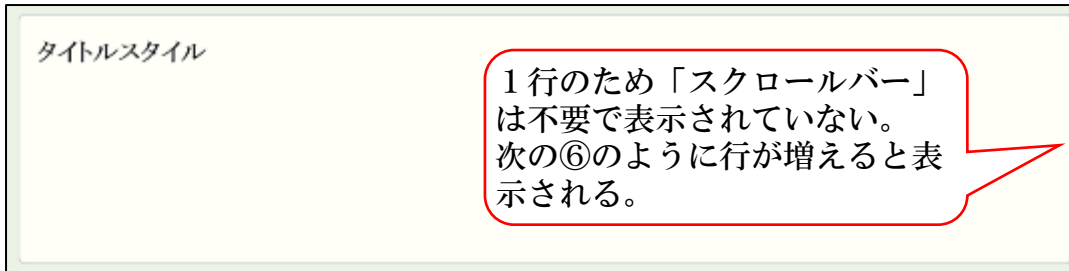 タイトルスタイル
１行のため「スクロールバー」
は不要で表示されていない。
次の⑥のように行が増えると表
示される。